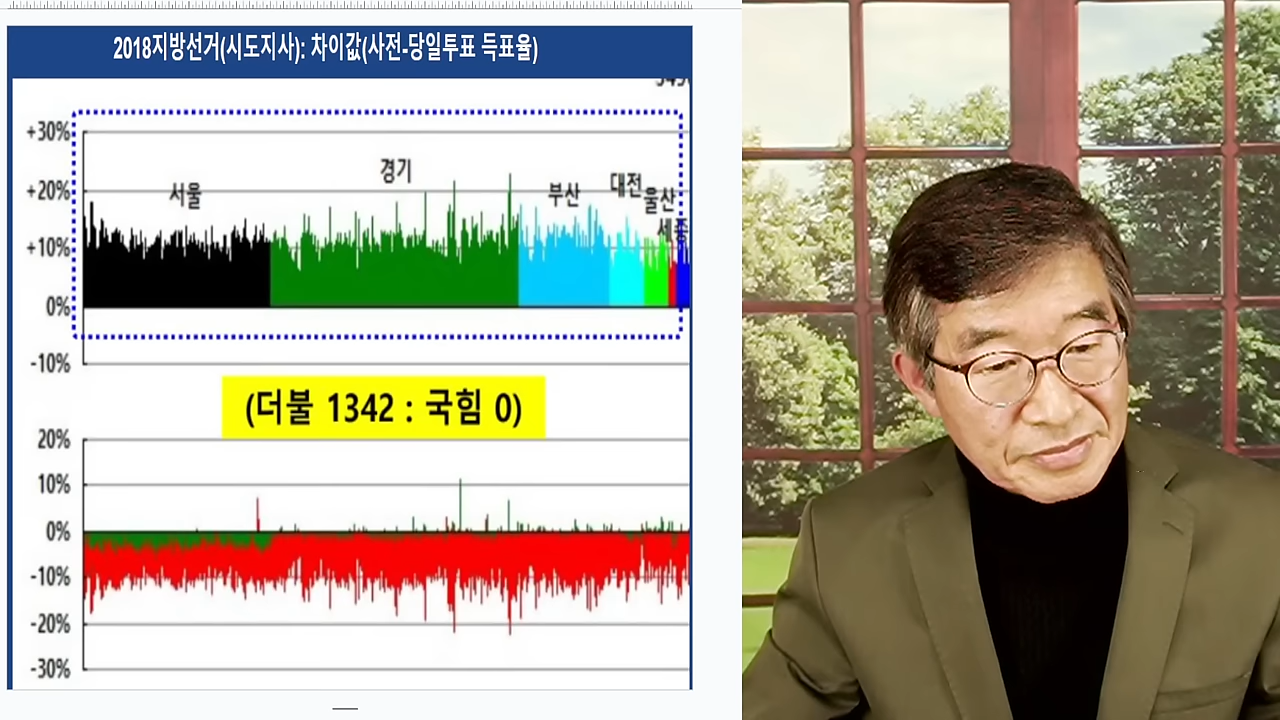 2018지방선거(시도지사): 차이값(사전-당일투표 득표율)
+30%
+20%
+10%
0%
-10%
서울
경기
부산
대전
울산
세종
(더불 1342 : 국힘 0)
20%
10%
0%
-10%
-20%
-30%